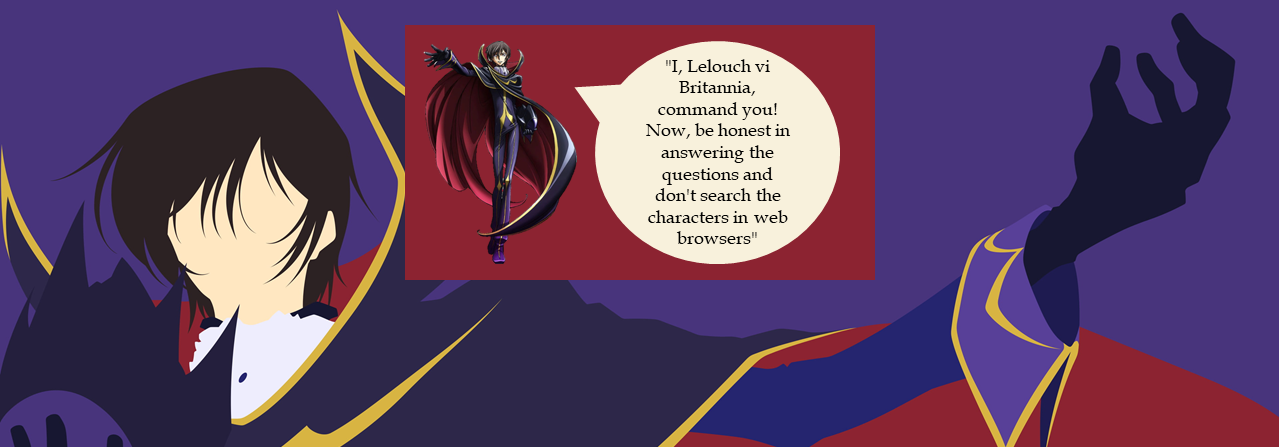 "I, Lelouch vi
Britannia,
command you!
Now, be honest in
answering the
questions and
don't search the
characters in web
browsers"